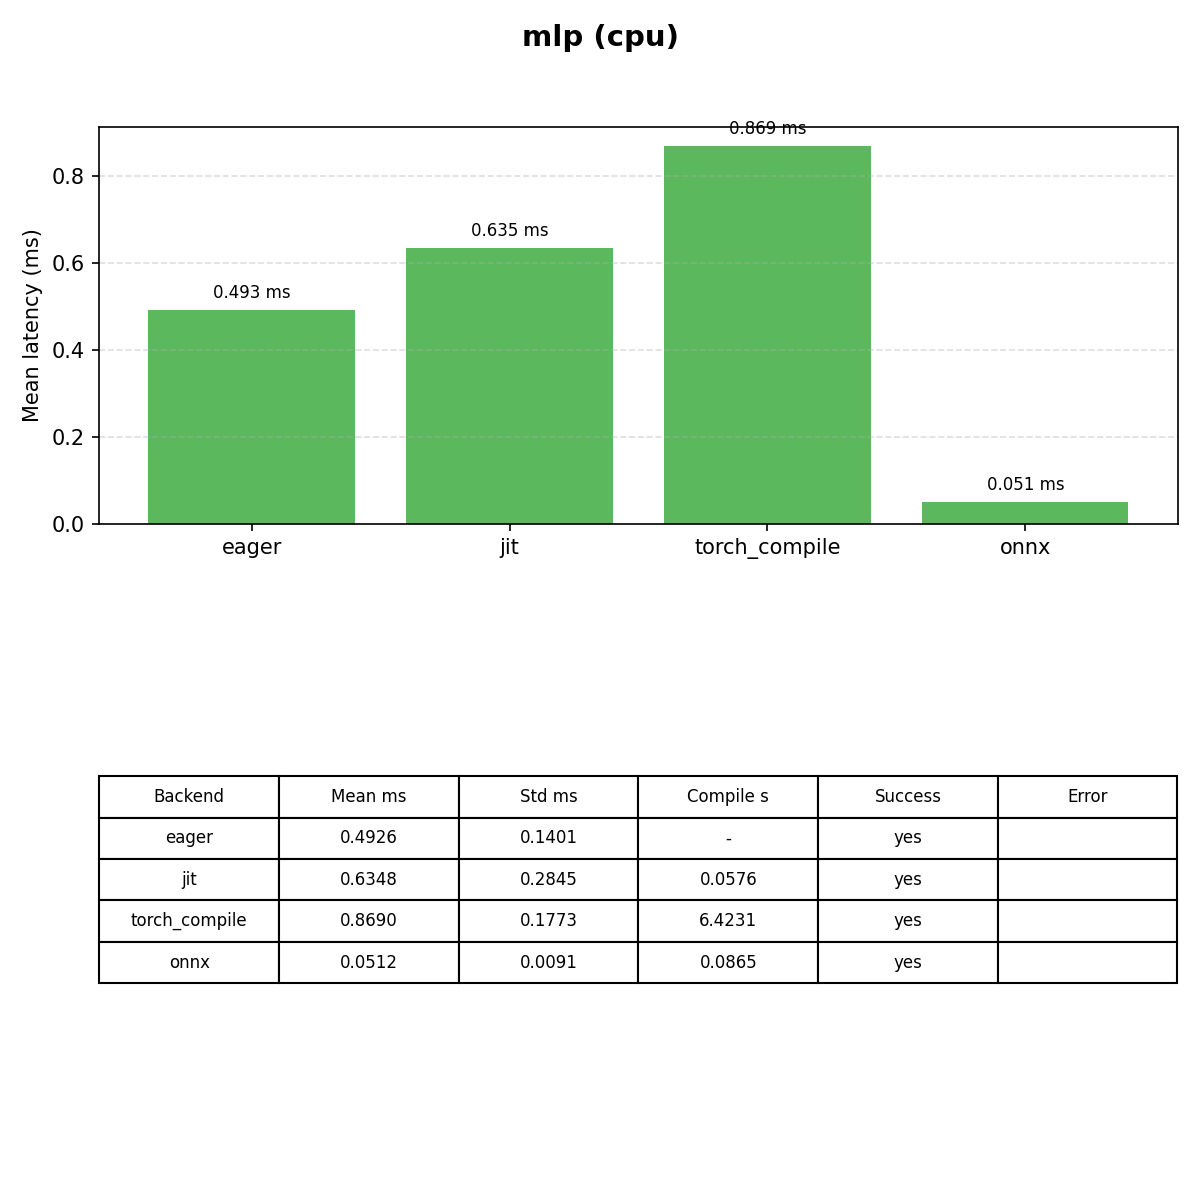 mlp (cpu)
0.869 ms
0.8
0.635 ms
0.6
0.493 ms
Mean latency (ms)
0.4
0.2
0.051 ms
0.0
eager jit torch_compile onnx
Backend Mean ms Std ms Compile s Success Error
eager 0.4926 0.1401 - yes
jit 0.6348 0.2845 0.0576 yes
torch_compile 0.8690 0.1773 6.4231 yes
onnx 0.0512 0.0091 0.0865 yes